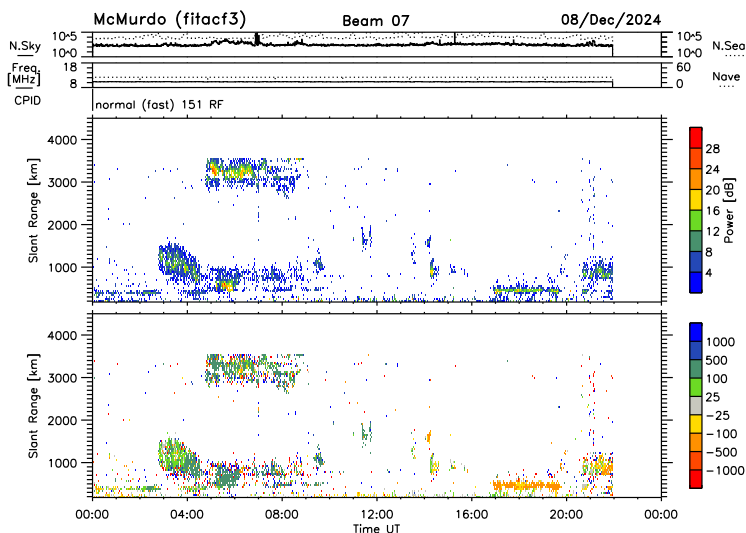 McMurdo (fitacf3) Beam 07 08/Dec/2024
N.Sky 10^5 10^0 10^5 10^0 N.Sea
Freq. [MHz] 18 8 60 0 Nave
CPID normal (fast) 151 RF
Slant Range [km] 4000 3000 2000 1000
Power [dB] 28 24 20 16 12 8 4
Slant Range [km] 4000 3000 2000 1000
1000 500 100 25 -25 -100 -500 -1000
00:00 04:00 08:00 12:00 16:00 20:00 00:00
Time UT